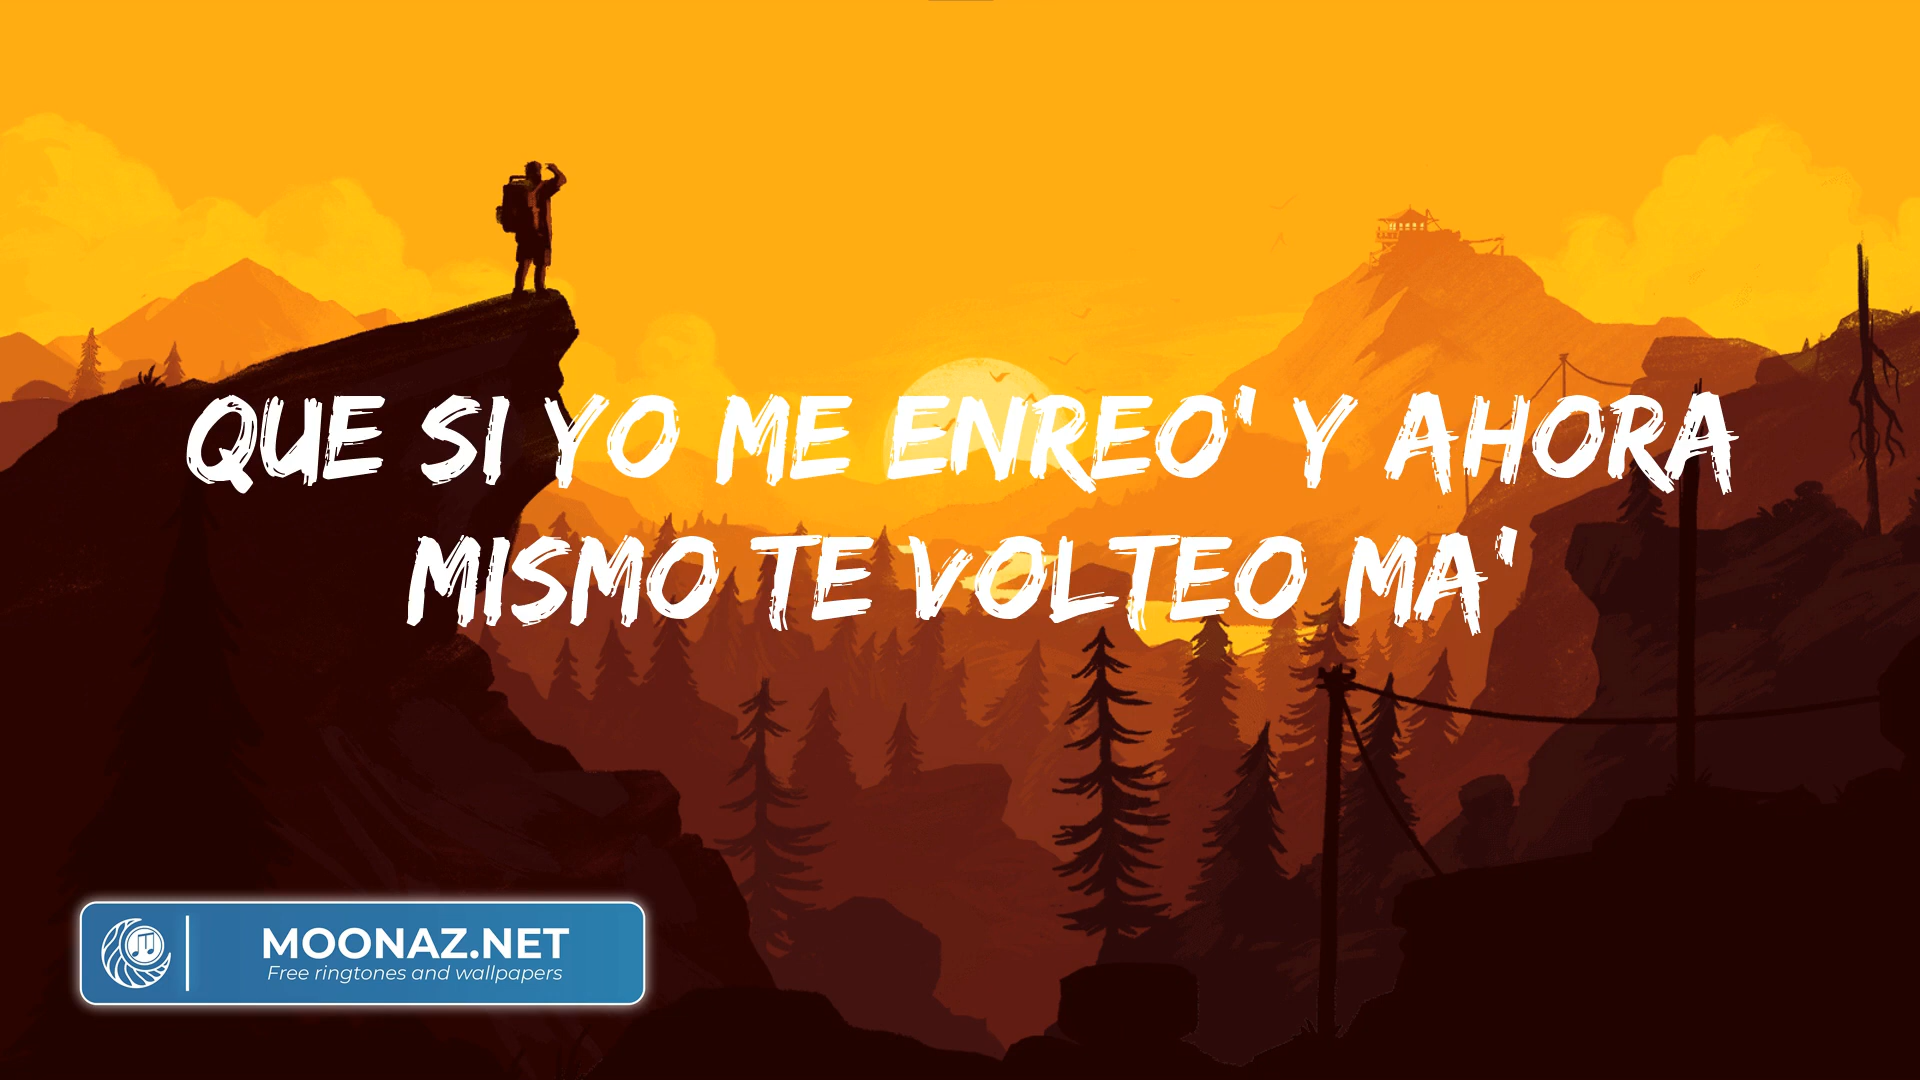 QUE SI YO ME ENREO' Y AHORA
MISMO TE VOLTEO MA'
MOONAZ.NET
Free ringtones and wallpapers